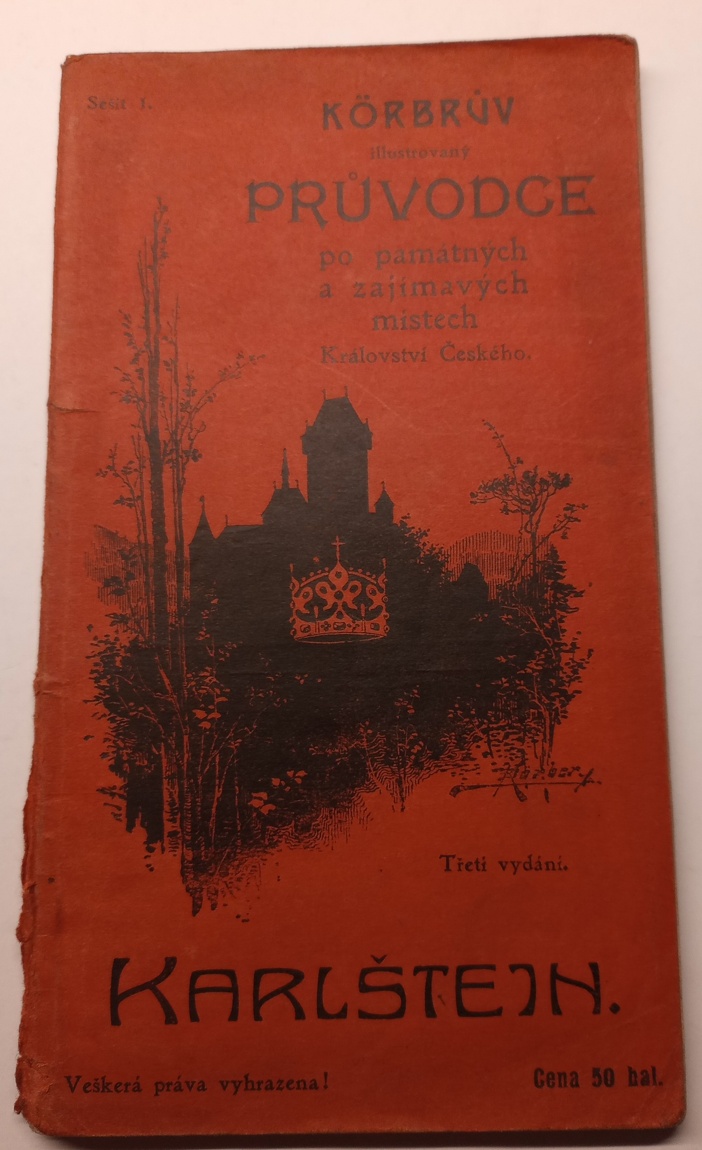 Sešit 1.
KÖRBRŮV
illustrovaný
PRŮVODCE
po památných
a zajímavých
místech
Království Českého.
Třetí vydání.
KARLŠTEJN.
Veškerá práva vyhrazena!
Cena 50 hal.